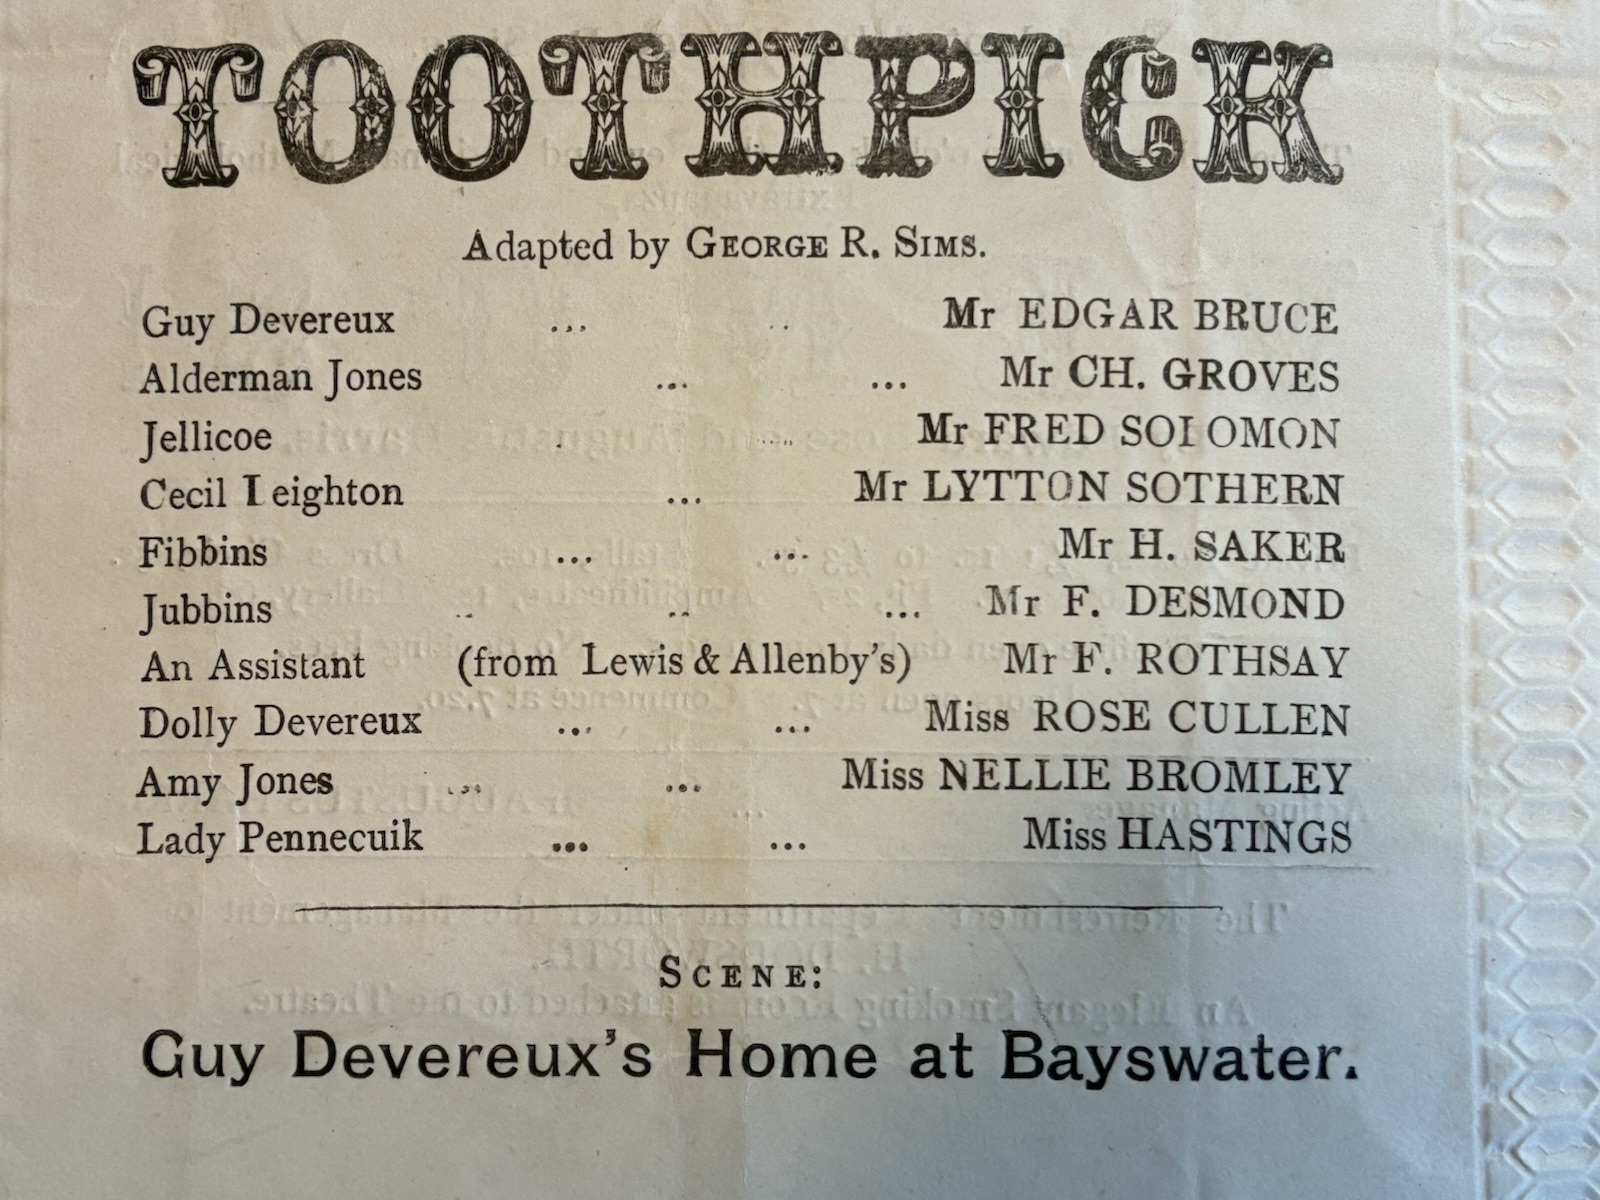 TOOTHPICK
Adapted by GEORGE R. SIMS.
Guy Devereux ... .. Mr EDGAR BRUCE
Alderman Jones ... ... Mr CH. GROVES
Jellicoe . .... Mr FRED SOLOMON
Cecil Leighton ... Mr LYTTON SOTHERN
Fibbins ... ... Mr H. SAKER
Jubbins .. .. ... Mr F. DESMOND
An Assistant (from Lewis & Allenby's) Mr F. ROTHSAY
Dolly Devereux ... ... Miss ROSE CULLEN
Amy Jones ... ... Miss NELLIE BROMLEY
Lady Pennecuik ... ... Miss HASTINGS
SCENE:
Guy Devereux's Home at Bayswater.